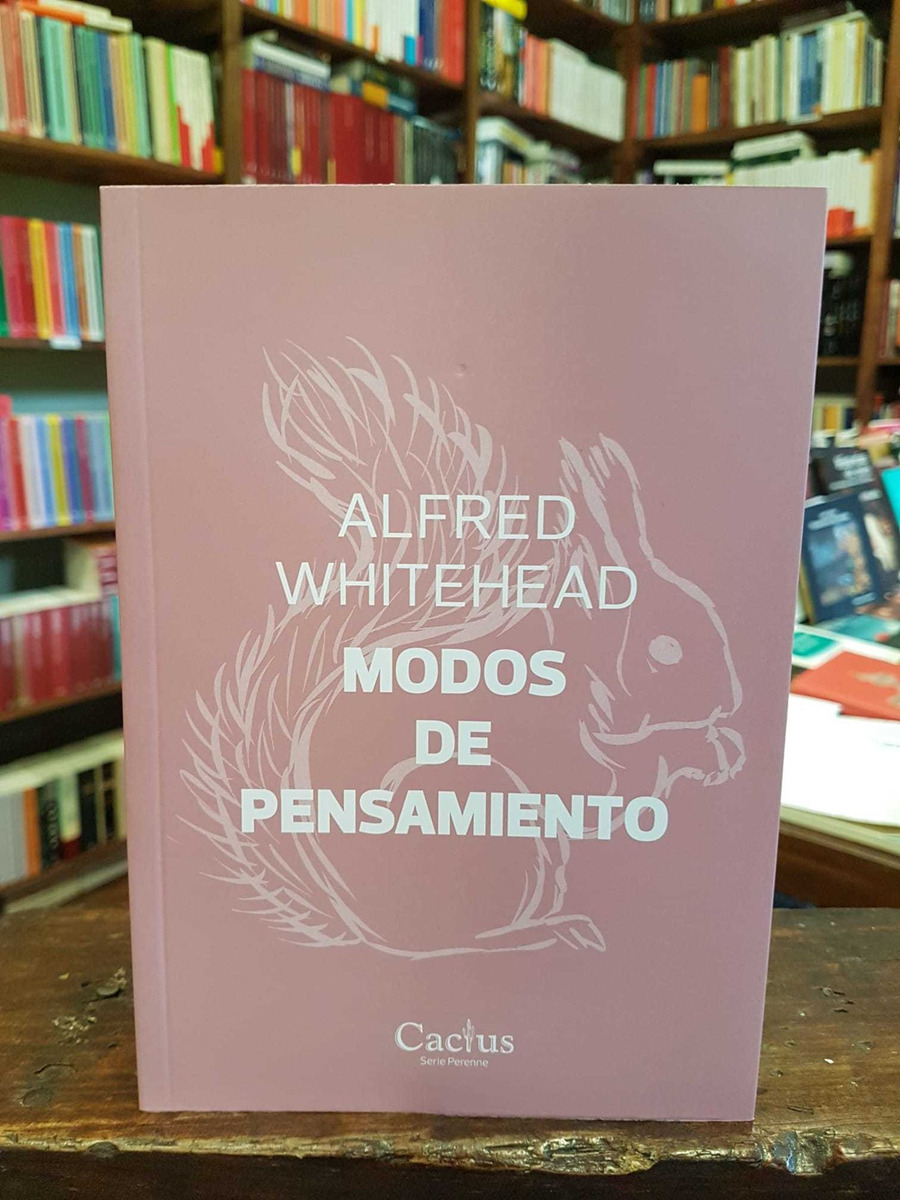 ALFRED
WHITEHEAD
MODOS
DE
PENSAMIENTO
Cactus
Serie Perenne